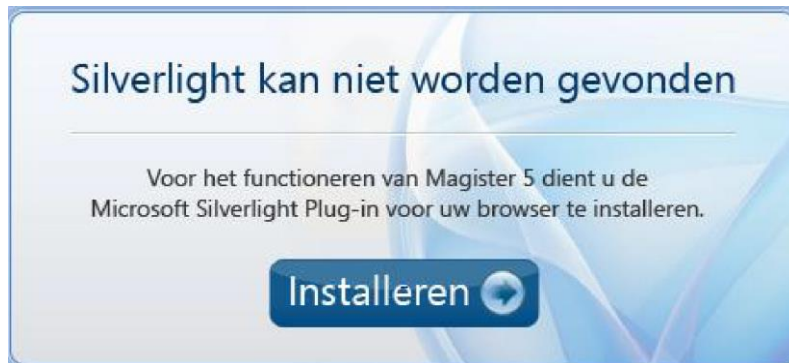 Silverlight kan niet worden gevonden
Voor het functioneren van Magister 5 dient u de
Microsoft Silverlight Plug-in voor uw browser te installeren.
Installeren